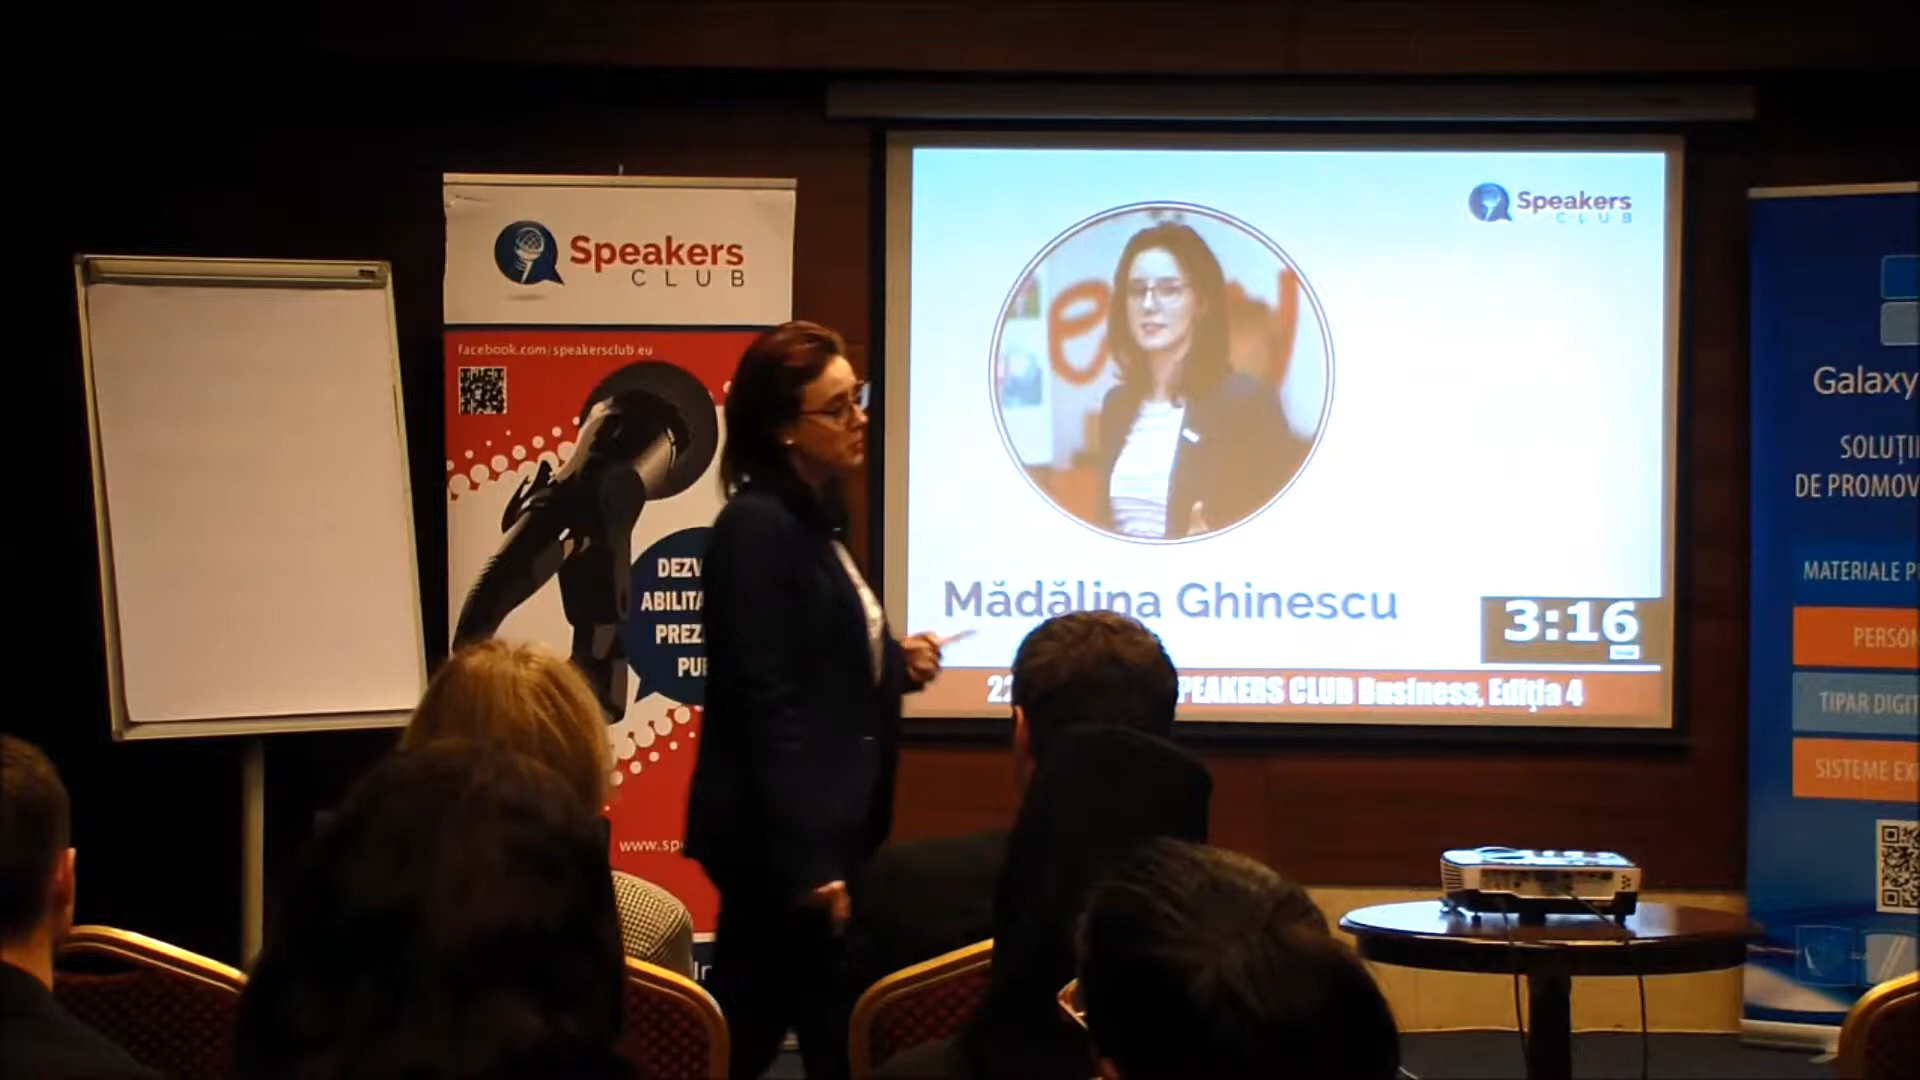 Speakers
CLUB
facebook.com/speakersclub.eu
DEZV
ABILITA
PREZ
PU
www.sp
Speakers
CLUB
Mădălina Ghinescu
3:16
PEAKERS CLUB Business, Ediția 4
Galaxy
SOLUȚII
DE PROMOV
MATERIALE P
PERSON
TIPAR DIGIT
SISTEME EX